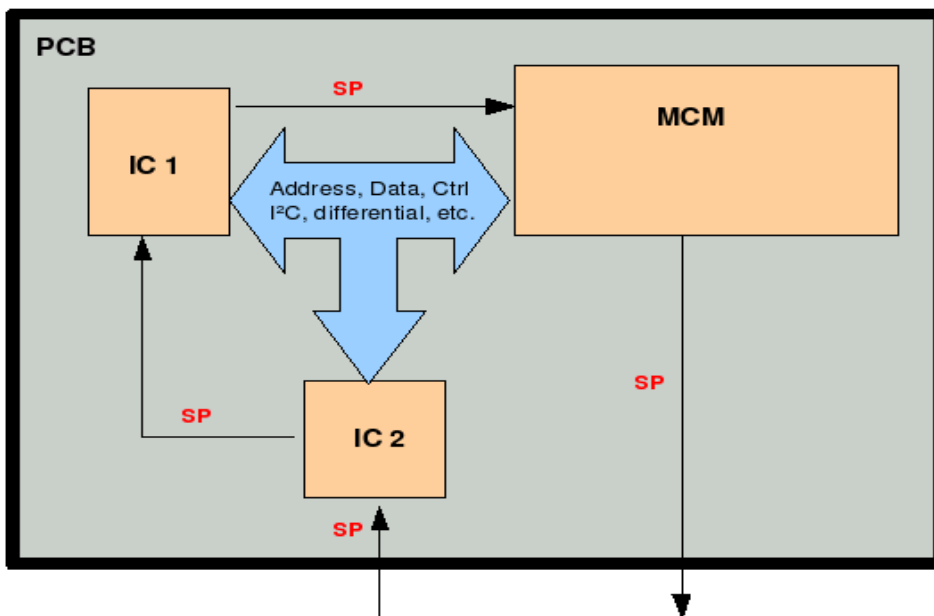 PCB
SP
MCM
IC 1
Address, Data, Ctrl
I²C, differential, etc.
SP
SP
IC 2
SP